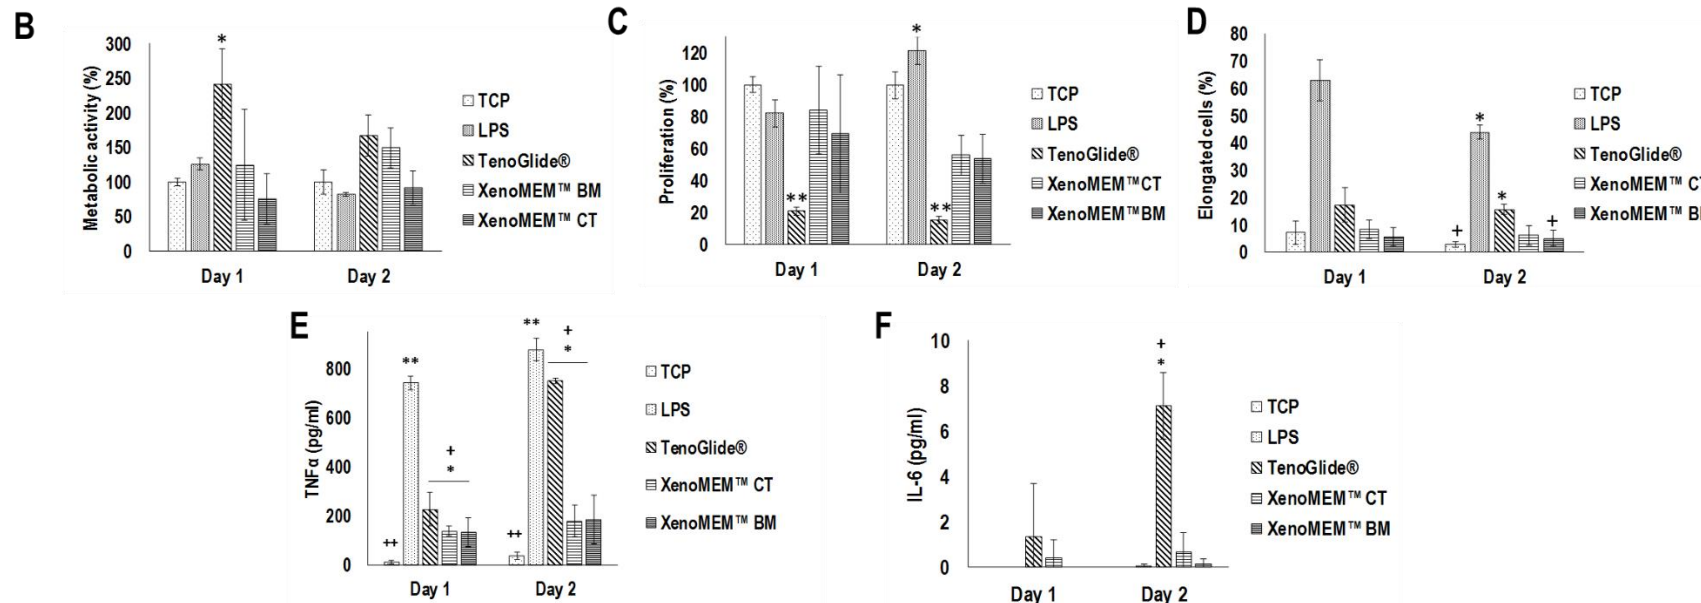 B
Metabolic activity (%)
300
250
200
150
100
50
0
*
Day 1
Day 2
TCP
LPS
TenoGlide®
XenoMEM™ BM
XenoMEM™ CT
C
Proliferation (%)
120
100
80
60
40
20
0
**
*
**
Day 1
Day 2
TCP
LPS
TenoGlide®
XenoMEM™CT
XenoMEM™BM
D
Elongated cells (%)
80
70
60
50
40
30
20
10
0
+
*
*
+
Day 1
Day 2
TCP
LPS
TenoGlide®
XenoMEM™
XenoMEM™
E
TNFα (pg/ml)
800
600
400
200
0
++
**
+
*
++
**
+
*
Day 1
Day 2
TCP
LPS
TenoGlide®
XenoMEM™ CT
XenoMEM™ BM
F
IL-6 (pg/ml)
10
8
6
4
2
0
+
*
Day 1
Day 2
TCP
LPS
TenoGlide®
XenoMEM™ CT
XenoMEM™ BM